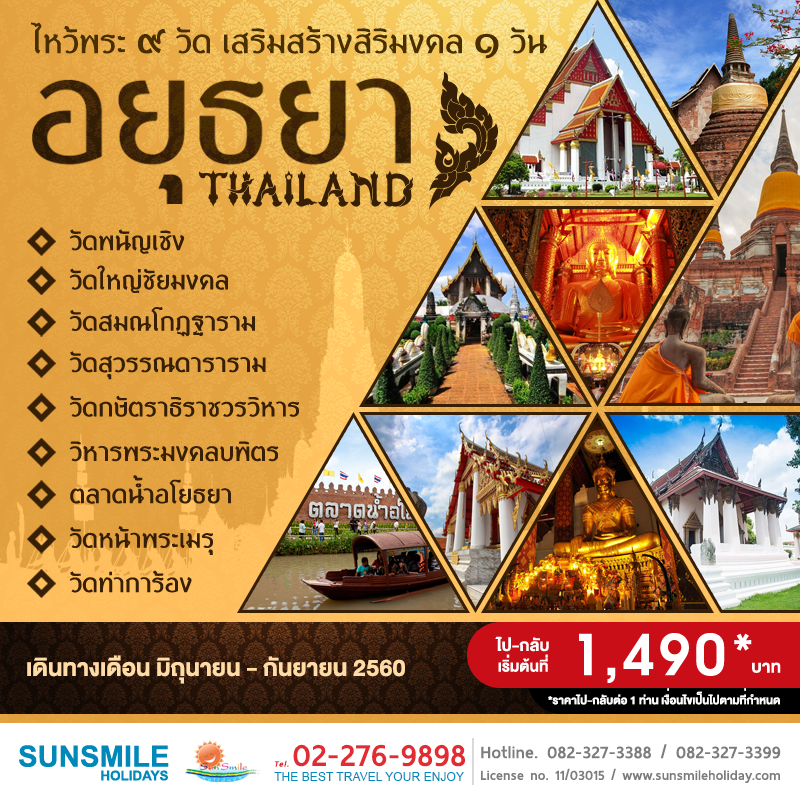 ไหว้พระ ๙ วัด เสริมสร้างสิริมงคล ๑ วัน
อยุธยา
THAILAND
วัดพนัญเชิง
วัดใหญ่ชัยมงคล
วัดสมณโกฏฐาราม
วัดสุวรรณดาราราม
วัดกษัตราธิราชวรวิหาร
วิหารพระมงคลบพิตร
ตลาดน้ำอโยธยา
วัดหน้าพระเมรุ
วัดท่าการ้อง
ตลาดน้ำอโ
เดินทางเดือน มิถุนายน - กันยายน 2560
ไป-กลับ
เริ่มต้นที่
1,490* บาท
*ราคาไป-กลับต่อ 1 ท่าน เงื่อนไขเป็นไปตามที่กำหนด
SUNSMILE
HOLIDAYS
Sun Smile
Tel. 02-276-9898
THE BEST TRAVEL YOUR ENJOY
Hotline. 082-327-3388 / 082-327-3399
License no. 11/03015 / www.sunsmileholiday.com